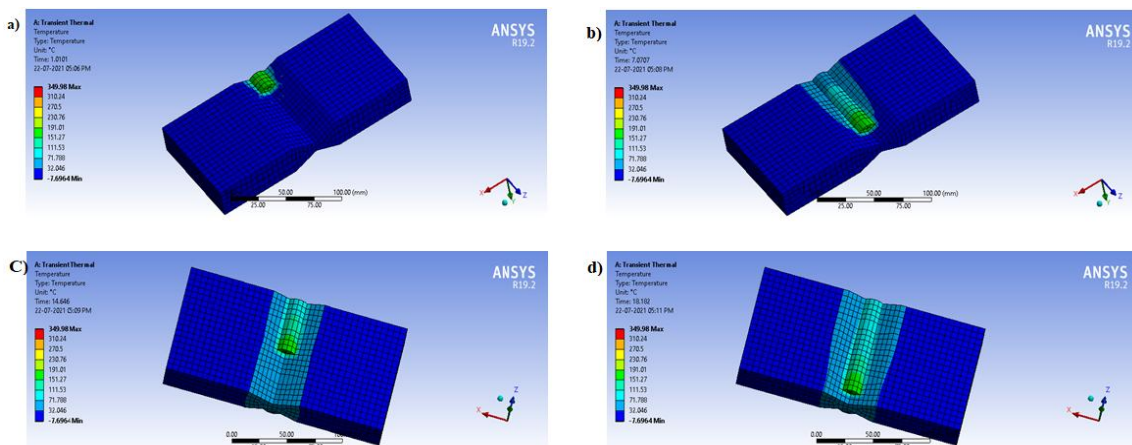 a)
A: Transient Thermal
Temperature
Type: Temperature
Unit: °C
Time: 1.0101
22-07-2021 05:06 PM
349.98 Max
310.24
270.5
230.76
191.01
151.27
111.53
71.788
32.046
-7.6964 Min
ANSYS
R19.2
0.00 50.00 100.00 (mm)
25.00 75.00
X Y Z
b)
A: Transient Thermal
Temperature
Type: Temperature
Unit: °C
Time: 7.0707
22-07-2021 05:08 PM
349.98 Max
310.24
270.5
230.76
191.01
151.27
111.53
71.788
32.046
-7.6964 Min
ANSYS
R19.2
0.00 50.00 100.00 (mm)
25.00 75.00
X Z
C)
A: Transient Thermal
Temperature
Type: Temperature
Unit: °C
Time: 14.646
22-07-2021 05:09 PM
349.98 Max
310.24
270.5
230.76
191.01
151.27
111.53
71.788
32.046
-7.6964 Min
ANSYS
R19.2
0.00 50.00
25.00 75.00
Z
X
d)
A: Transient Thermal
Temperature
Type: Temperature
Unit: °C
Time: 18.182
22-07-2021 05:11 PM
349.98 Max
310.24
270.5
230.76
191.01
151.27
111.53
71.788
32.046
-7.6964 Min
ANSYS
R19.2
0.00 50.00
25.00 75.00
Z
X